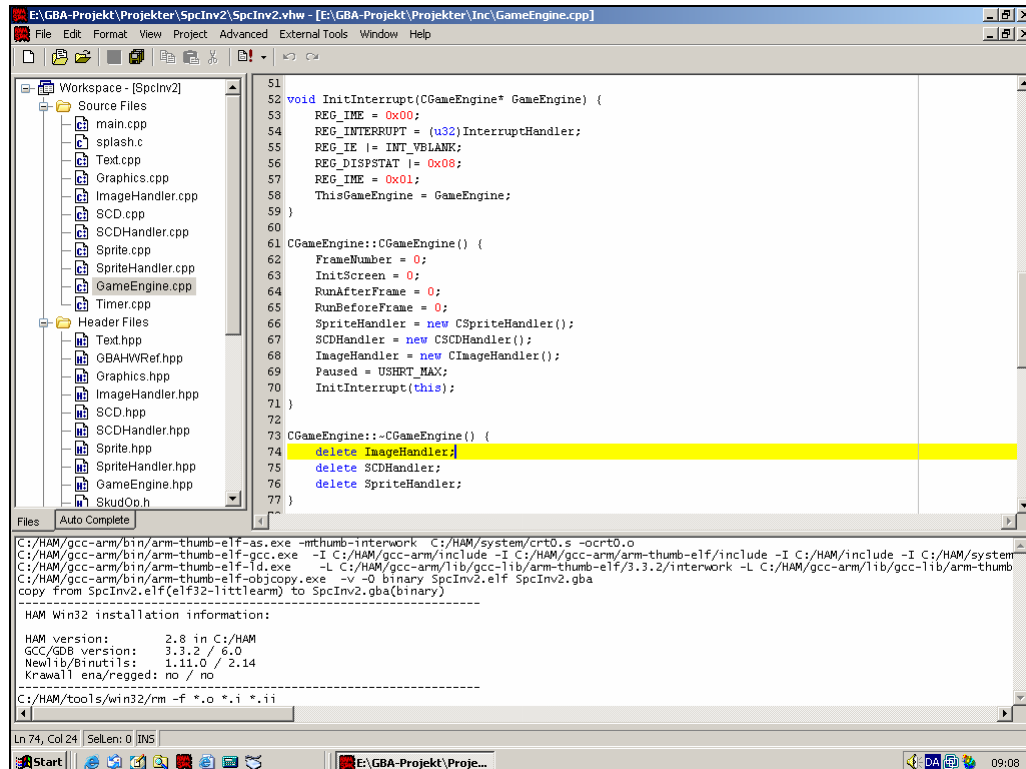 E:\GBA-Projekt\Projekter\SpcInv2\SpcInv2.vhw - [E:\GBA-Projekt\Projekter\Inc\GameEngine.cpp]
File Edit Format View Project Advanced External Tools Window Help
Workspace - [SpcInv2]
Source Files
main.cpp
splash.c
Text.cpp
Graphics.cpp
ImageHandler.cpp
SCD.cpp
SCDHandler.cpp
Sprite.cpp
SpriteHandler.cpp
GameEngine.cpp
Timer.cpp
Header Files
Text.hpp
GBAHWRef.hpp
Graphics.hpp
ImageHandler.hpp
SCD.hpp
SCDHandler.hpp
Sprite.hpp
SpriteHandler.hpp
GameEngine.hpp
SkudOp.h
Files Auto Complete
51
52 void InitInterrupt(CGameEngine* GameEngine) {
53 REG_IME = 0x00;
54 REG_INTERRUPT = (u32)InterruptHandler;
55 REG_IE |= INT_VBLANK;
56 REG_DISPSTAT |= 0x08;
57 REG_IME = 0x01;
58 ThisGameEngine = GameEngine;
59 }
60
61 CGameEngine::CGameEngine() {
62 FrameNumber = 0;
63 InitScreen = 0;
64 RunAfterFrame = 0;
65 RunBeforeFrame = 0;
66 SpriteHandler = new CSpriteHandler();
67 SCDHandler = new CSCDHandler();
68 ImageHandler = new CImageHandler();
69 Paused = USHRT_MAX;
70 InitInterrupt(this);
71 }
72
73 CGameEngine::~CGameEngine() {
74 delete ImageHandler;
75 delete SCDHandler;
76 delete SpriteHandler;
77 }
C:/HAM/gcc-arm/bin/arm-thumb-elf-as.exe -mthumb-interwork C:/HAM/system/crt0.s -ocrt0.o
C:/HAM/gcc-arm/bin/arm-thumb-elf-gcc.exe -I C:/HAM/gcc-arm/include -I C:/HAM/gcc-arm/arm-thumb-elf/include -I C:/HAM/include -I C:/HAM/system
C:/HAM/gcc-arm/bin/arm-thumb-elf-ld.exe -L C:/HAM/gcc-arm/lib/gcc-lib/arm-thumb-elf/3.3.2/interwork -L C:/HAM/gcc-arm/lib/gcc-lib/arm-thumb
C:/HAM/gcc-arm/bin/arm-thumb-elf-objcopy.exe -v -O binary SpcInv2.elf SpcInv2.gba
copy from SpcInv2.elf(elf32-littlearm) to SpcInv2.gba(binary)
------------------------------------------------------------
HAM Win32 installation information:
HAM version: 2.8 in C:/HAM
GCC/GDB version: 3.3.2 / 6.0
Newlib/Binutils: 1.11.0 / 2.14
Krawall ena/regged: no / no
------------------------------------------------------------
C:/HAM/tools/win32/rm -f *.o *.i *.ii
Ln 74, Col 24 SelLen: 0 INS
Start E:\GBA-Projekt\Proje... DA 09:08